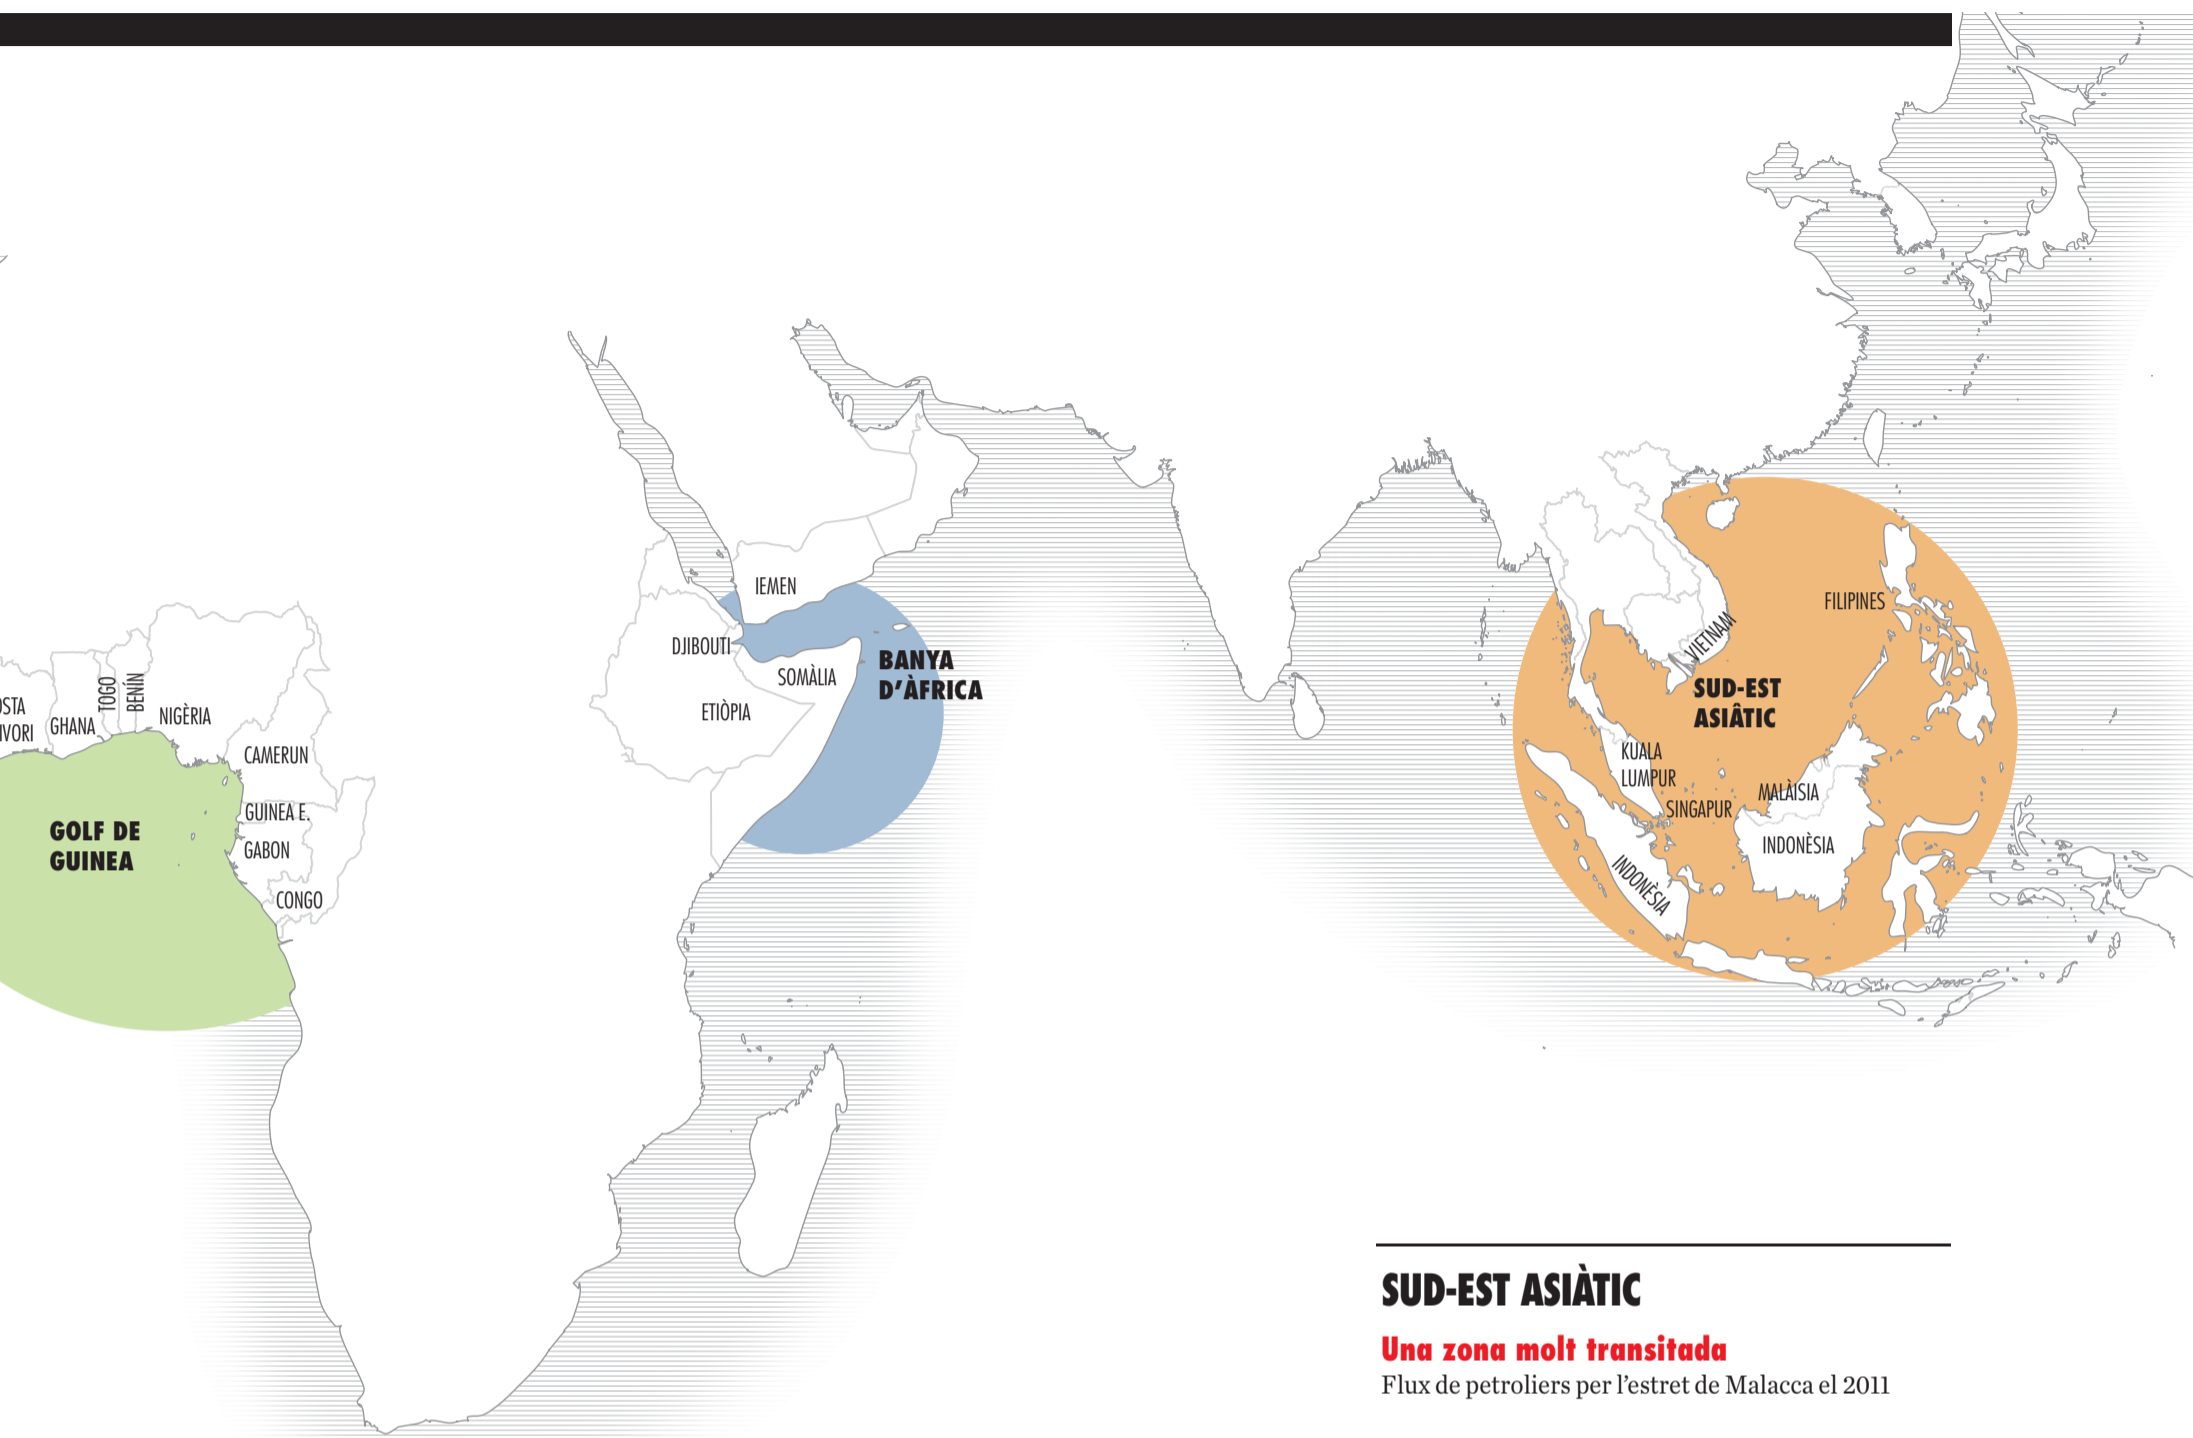 OSTA
IVORI
GHANA
TOGO
BENÍN
NIGÈRIA
CAMERUN
GUINEA E.
GABON
CONGO
GOLF DE
GUINEA
IEMEN
DJIBOUTI
SOMÀLIA
ETIÒPIA
BANYA
D'ÀFRICA
FILIPINES
VIETNAM
SUD-EST
ASIÂTIC
KUALA
LUMPUR
SINGAPUR
MALÀISIA
INDONÈSIA
INDONÈSIA
SUD-EST ASIÀTIC
Una zona molt transitada
Flux de petroliers per l’estret de Malacca el 2011